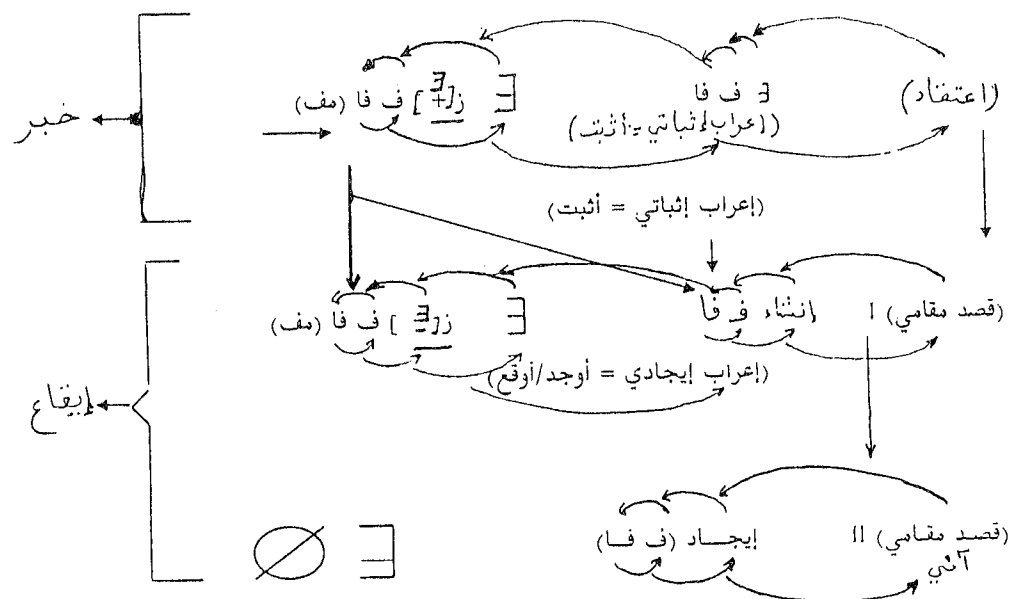 (اعتقاد) ∃ ف فا ∃ ز[+∃] ف فا (مف)
خبر
(إعراب إثباتي = أثبت)
(إعراب إثباتي = أثبت)
(قصد مقامي) I إنشاء ف فا ∃ ز[±∃] ف فا (مف)
(إعراب إيجادي = أوجد/أوقع)
إيقاع
(قصد مقامي) II إيجاد (ف فا) ∃ ∅
آني